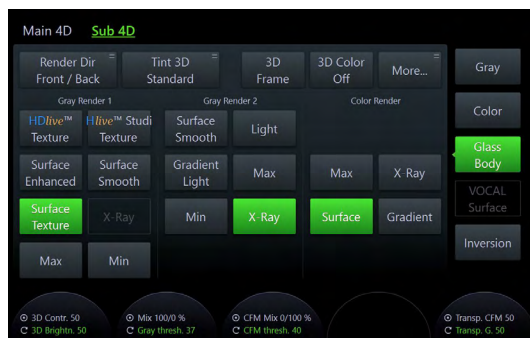 Main 4D Sub 4D
Render Dir
Front / Back
Tint 3D
Standard
3D
Frame
3D Color
Off
More...
Gray
Gray Render 1
Gray Render 2
Color Render
HDlive™
Texture
Hlive™ Studi
Texture
Surface
Smooth
Light
Color
Surface
Enhanced
Surface
Smooth
Gradient
Light
Max
Max
X-Ray
Glass
Body
Surface
Texture
X-Ray
Min
X-Ray
Surface
Gradient
VOCAL
Surface
Max
Min
Inversion
3D Contr. 50
3D Brightn. 50
Mix 100/0 %
Gray thresh. 37
CFM Mix 0/100 %
CFM thresh. 40
Transp. CFM 50
Transp. G. 50